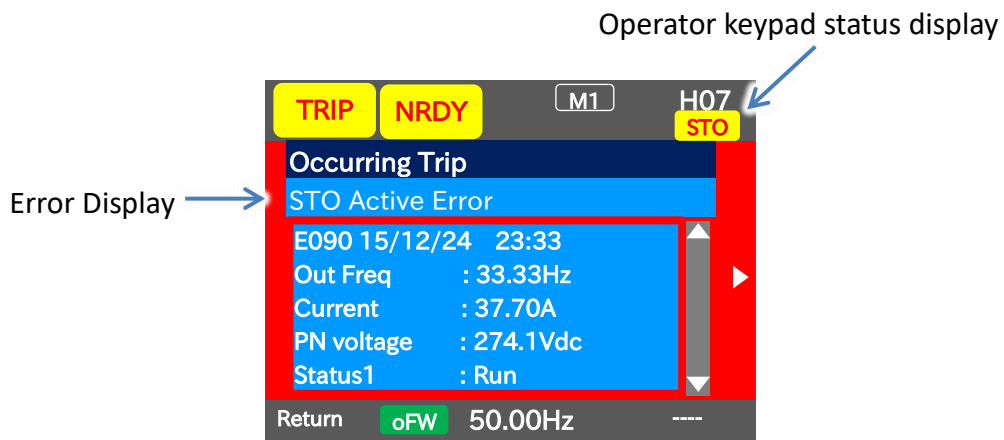 Operator keypad status display
TRIP NRDY M1 H07
STO
Occurring Trip
Error Display
STO Active Error
E090 15/12/24 23:33
Out Freq : 33.33Hz
Current : 37.70A
PN voltage : 274.1Vdc
Status1 : Run
Return oFW 50.00Hz ----